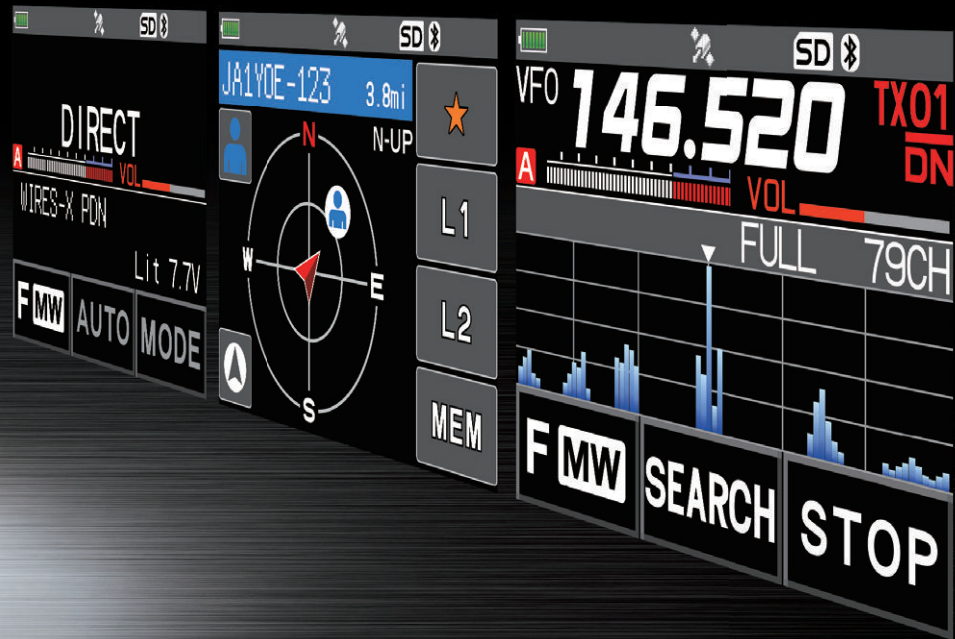 SD
DIRECT
A VOL
WIRES-X PDN
Lit 7.7V
F MW AUTO MODE
SD
JA1YOE-123 3.8mi
N-UP
N
W
E
S
L1
L2
MEM
SD
VFO 146.520 TX01
DN
A VOL
FULL 79CH
F MW SEARCH STOP